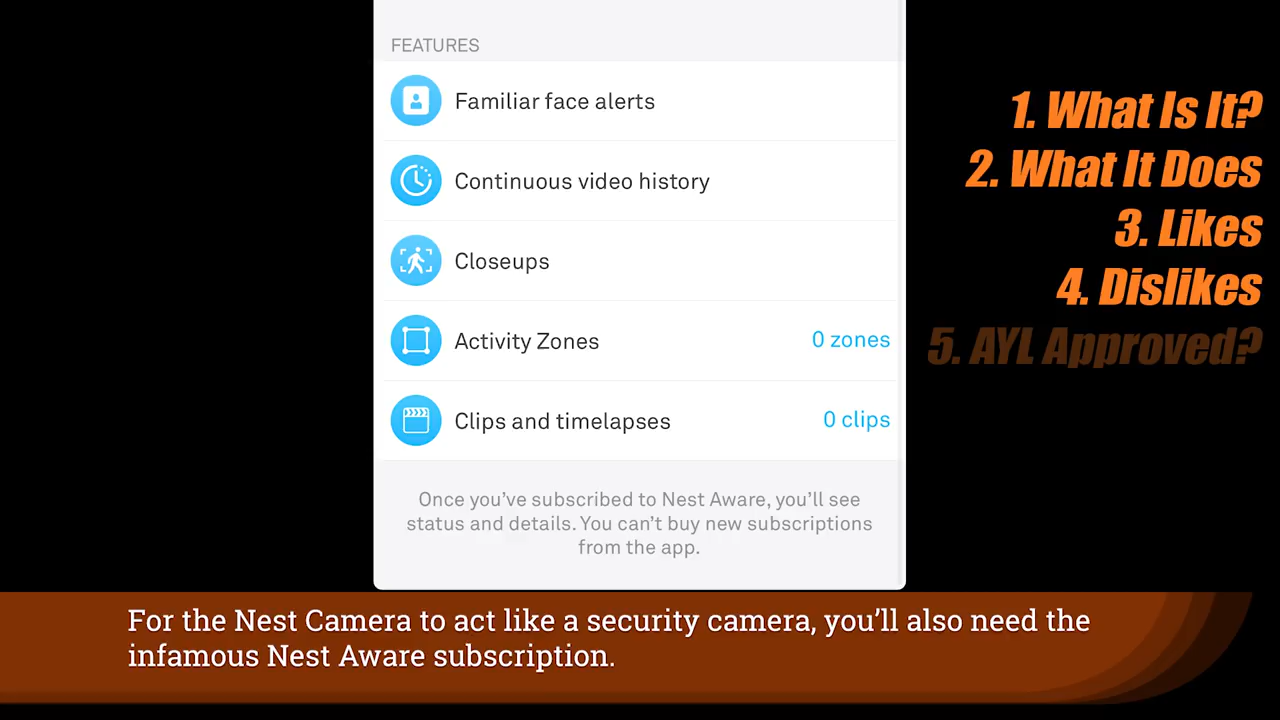 FEATURES
Familiar face alerts
Continuous video history
Closeups
Activity Zones 0 zones
Clips and timelapses 0 clips
Once you’ve subscribed to Nest Aware, you’ll see
status and details. You can’t buy new subscriptions
from the app.
1. What Is It?
2. What It Does
3. Likes
4. Dislikes
5. AYL Approved?
For the Nest Camera to act like a security camera, you’ll also need the
infamous Nest Aware subscription.